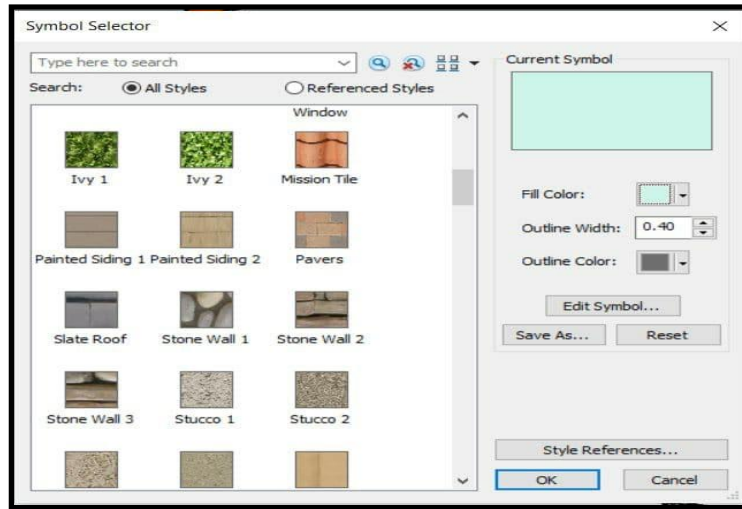 Symbol Selector
Type here to search
Search:
All Styles
Referenced Styles
Window
Ivy 1
Ivy 2
Mission Tile
Painted Siding 1
Painted Siding 2
Pavers
Slate Roof
Stone Wall 1
Stone Wall 2
Stone Wall 3
Stucco 1
Stucco 2
Current Symbol
Fill Color:
Outline Width:
0.40
Outline Color:
Edit Symbol...
Save As...
Reset
Style References...
OK
Cancel